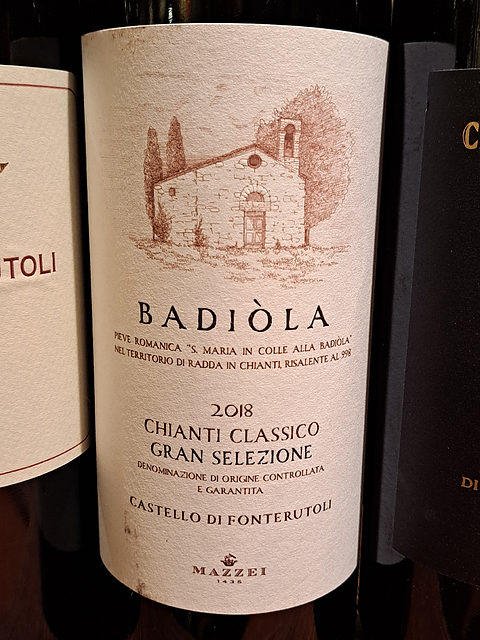 BADIÒLA
PIEVE ROMANICA "S. MARIA IN COLLE ALLA BADIÒLA"
NEL TERRITORIO DI RADDA IN CHIANTI, RISALENTE AL 998
2018
CHIANTI CLASSICO
GRAN SELEZIONE
DENOMINAZIONE DI ORIGINE CONTROLLATA
E GARANTITA
CASTELLO DI FONTERUTOLI
MAZZEI
1435
UTOLI
C
DI